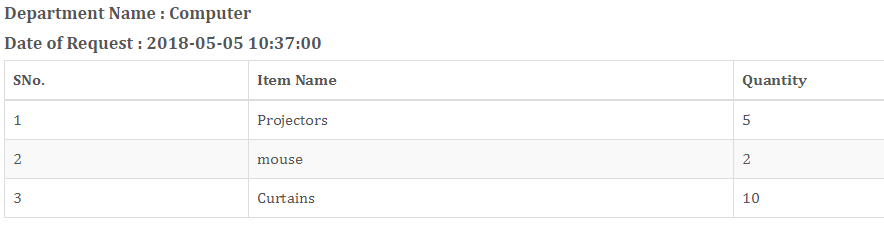 Department Name : Computer
Date of Request : 2018-05-05 10:37:00
SNo. Item Name Quantity
1 Projectors 5
2 mouse 2
3 Curtains 10